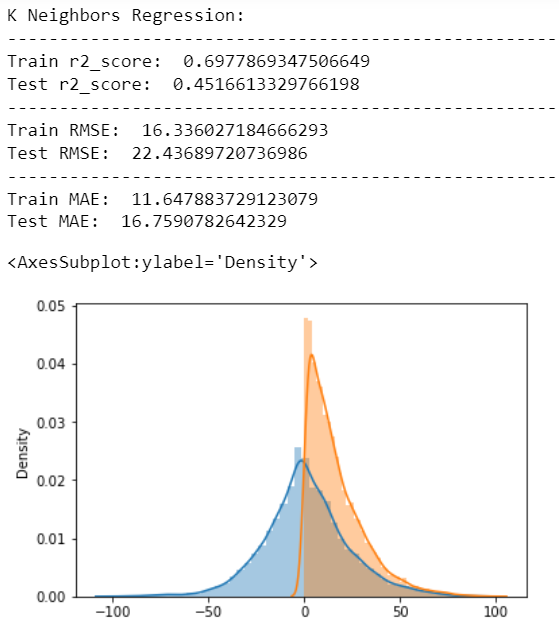 K Neighbors Regression:
-------------------------------------------------------
Train r2_score:  0.6977869347506649
Test r2_score:  0.4516613329766198
-------------------------------------------------------
Train RMSE:  16.336027184666293
Test RMSE:  22.43689720736986
-------------------------------------------------------
Train MAE:  11.647883729123079
Test MAE:  16.7590782642329
<AxesSubplot:ylabel='Density'>
0.05
0.04
0.03
0.02
0.01
0.00
Density
−100 −50 0 50 100